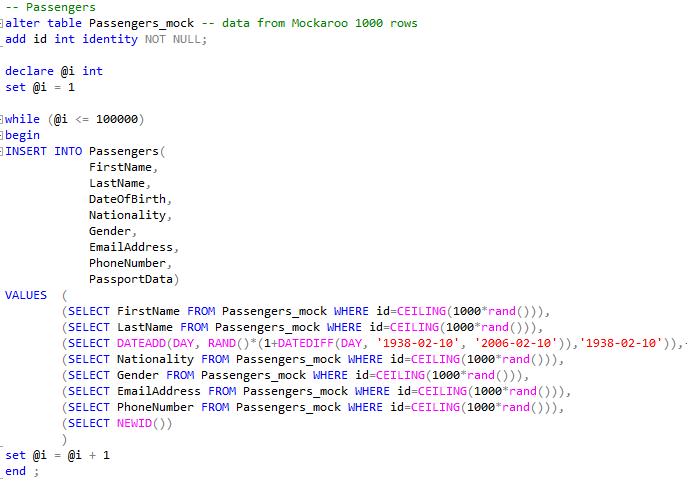 -- Passengers
alter table Passengers_mock -- data from Mockaroo 1000 rows
add id int identity NOT NULL;
declare @i int
set @i = 1
while (@i <= 100000)
begin
INSERT INTO Passengers(
FirstName,
LastName,
DateOfBirth,
Nationality,
Gender,
EmailAddress,
PhoneNumber,
PassportData)
VALUES (
(SELECT FirstName FROM Passengers_mock WHERE id=CEILING(1000*rand())),
(SELECT LastName FROM Passengers_mock WHERE id=CEILING(1000*rand())),
(SELECT DATEADD(DAY, RAND()*(1+DATEDIFF(DAY, '1938-02-10', '2006-02-10')),'1938-02-10')),
(SELECT Nationality FROM Passengers_mock WHERE id=CEILING(1000*rand())),
(SELECT Gender FROM Passengers_mock WHERE id=CEILING(1000*rand())),
(SELECT EmailAddress FROM Passengers_mock WHERE id=CEILING(1000*rand())),
(SELECT PhoneNumber FROM Passengers_mock WHERE id=CEILING(1000*rand())),
(SELECT NEWID())
)
set @i = @i + 1
end ;